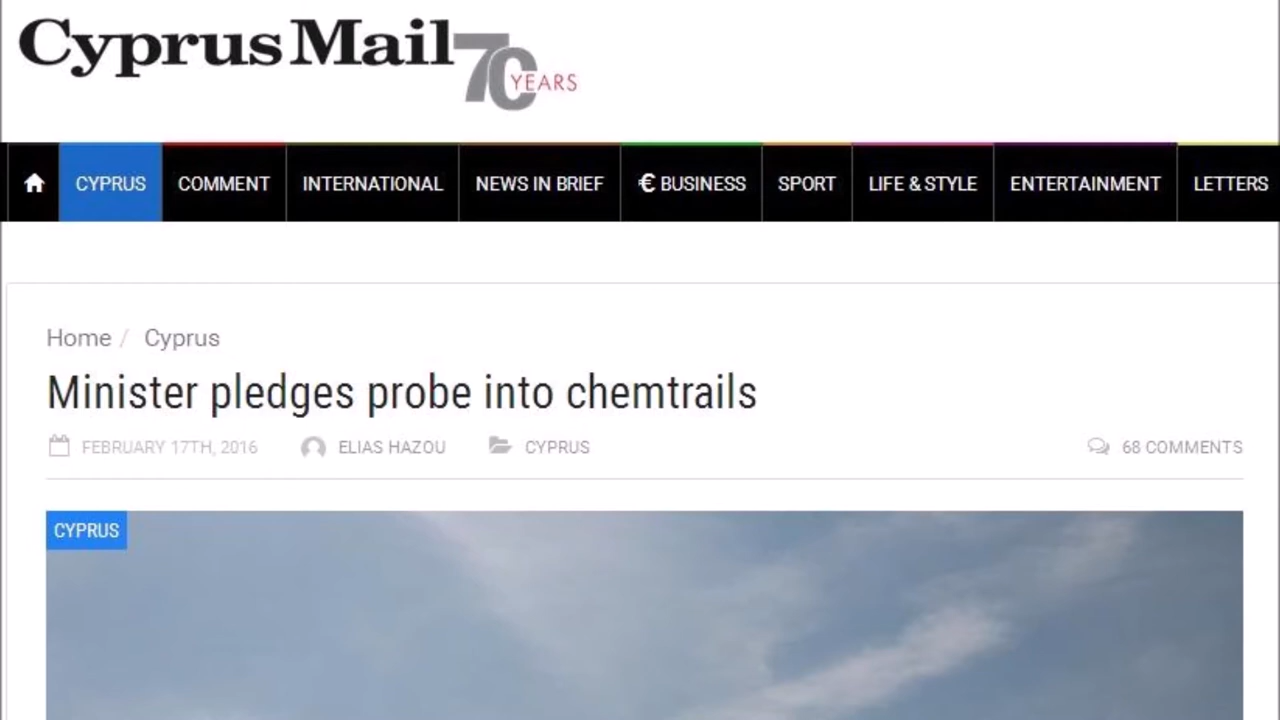 Cyprus Mail 70 YEARS
CYPRUS COMMENT INTERNATIONAL NEWS IN BRIEF € BUSINESS SPORT LIFE & STYLE ENTERTAINMENT LETTERS
Home / Cyprus
Minister pledges probe into chemtrails
FEBRUARY 17TH, 2016 ELIAS HAZOU CYPRUS 68 COMMENTS
CYPRUS